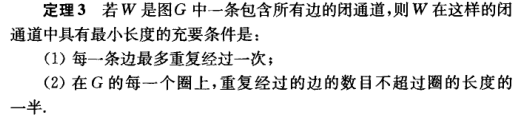 定理3 若W是图G中一条包含所有边的闭通道,则W在这样的闭
通道中具有最小长度的充要条件是:
(1) 每一条边最多重复经过一次;
(2) 在G的每一个圈上,重复经过的边的数目不超过圈的长度的
一半.